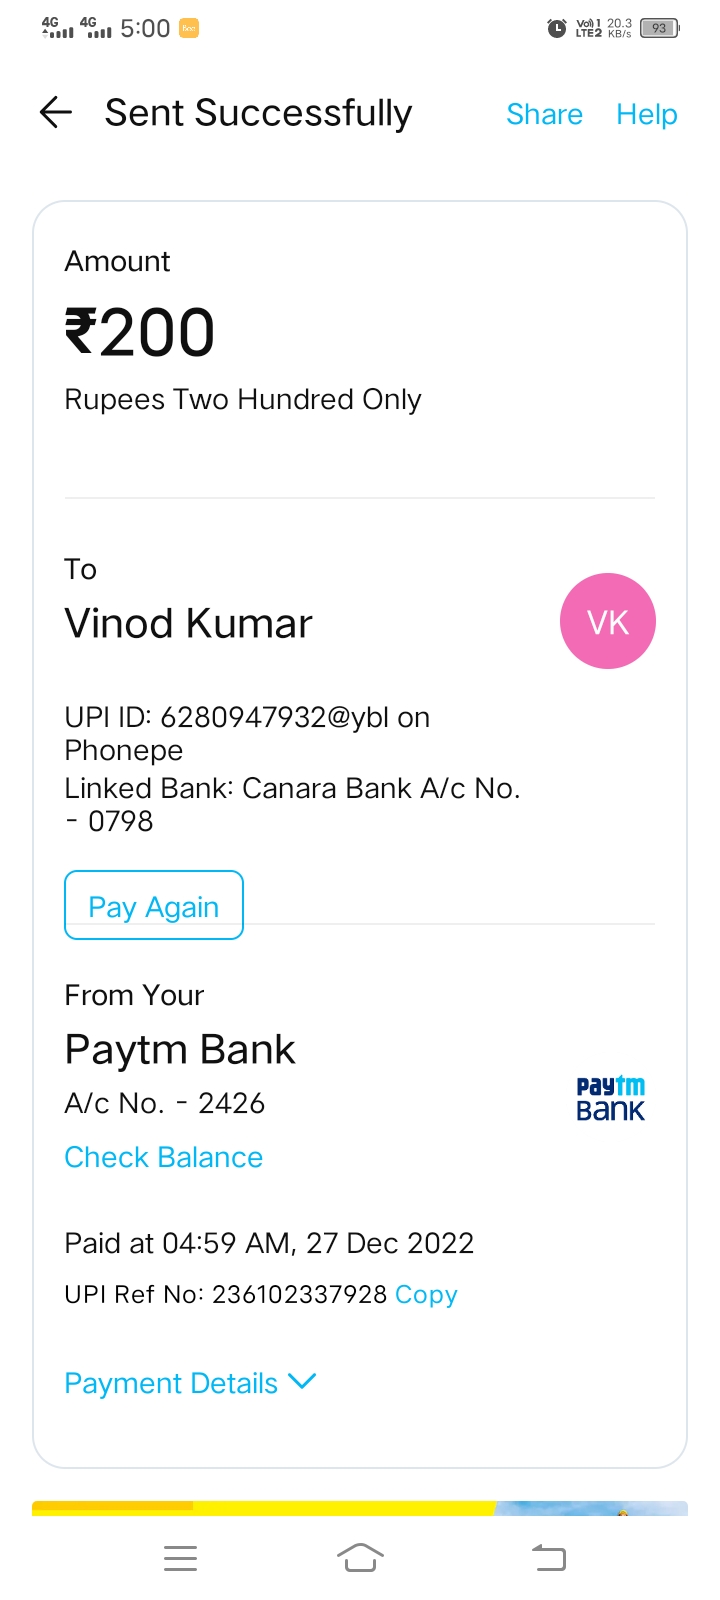 4G 4G 5:00 Vo) 1 LTE2 20.3 KB/s 93
Sent Successfully Share Help
Amount
₹200
Rupees Two Hundred Only
To
Vinod Kumar
VK
UPI ID: 6280947932@ybl on
Phonepe
Linked Bank: Canara Bank A/c No.
- 0798
Pay Again
From Your
Paytm Bank
A/c No. - 2426
paytm
BANK
Check Balance
Paid at 04:59 AM, 27 Dec 2022
UPI Ref No: 236102337928 Copy
Payment Details